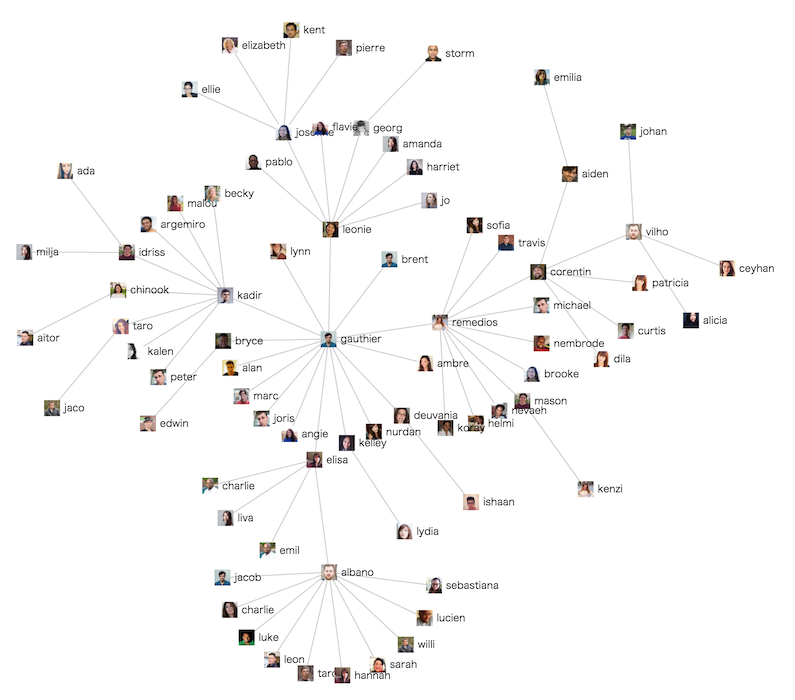 kent
elizabeth
pierre
storm
emilia
ellie
flavie
georg
johan
amanda
pablo
harriet
ada
aiden
becky
jo
malou
argemiro
sofia
leonie
vilho
travis
milja
idriss
lynn
brent
corentin
ceyhan
patricia
chinook
kadir
michael
remedios
alicia
taro
curtis
aitor
bryce
gauthier
nembrode
kalen
dila
alan
ambre
peter
brooke
marc
mason
jaco
nevaeh
deuvania
joris
edwin
helmi
koray
angie
nurdan
kelley
elisa
charlie
kenzi
ishaan
liva
lydia
emil
albano
jacob
sebastiana
charlie
lucien
luke
willi
leon
sarah
hannah